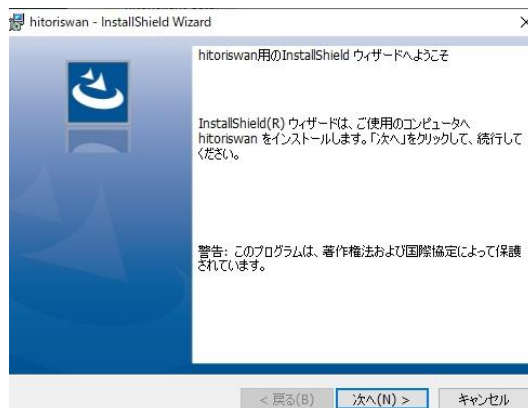 hitoriswan - InstallShield Wizard
hitoriswan用のInstallShield ウィザードへようこそ
InstallShield(R) ウィザードは、ご使用のコンピュータへ
hitoriswan をインストールします。「次へ」をクリックして、続行して
ください。
警告: このプログラムは、著作権法および国際協定によって保護
されています。
< 戻る(B)
次へ(N) >
キャンセル